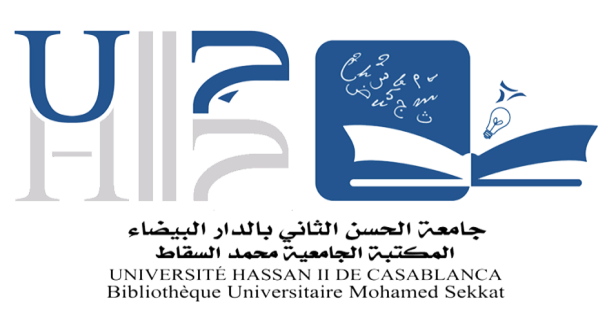 جامعة الحسن الثاني بالدار البيضاء
المكتبة الجامعية محمد السقاط
UNIVERSITÉ HASSAN II DE CASABLANCA
Bibliothèque Universitaire Mohamed Sekkat